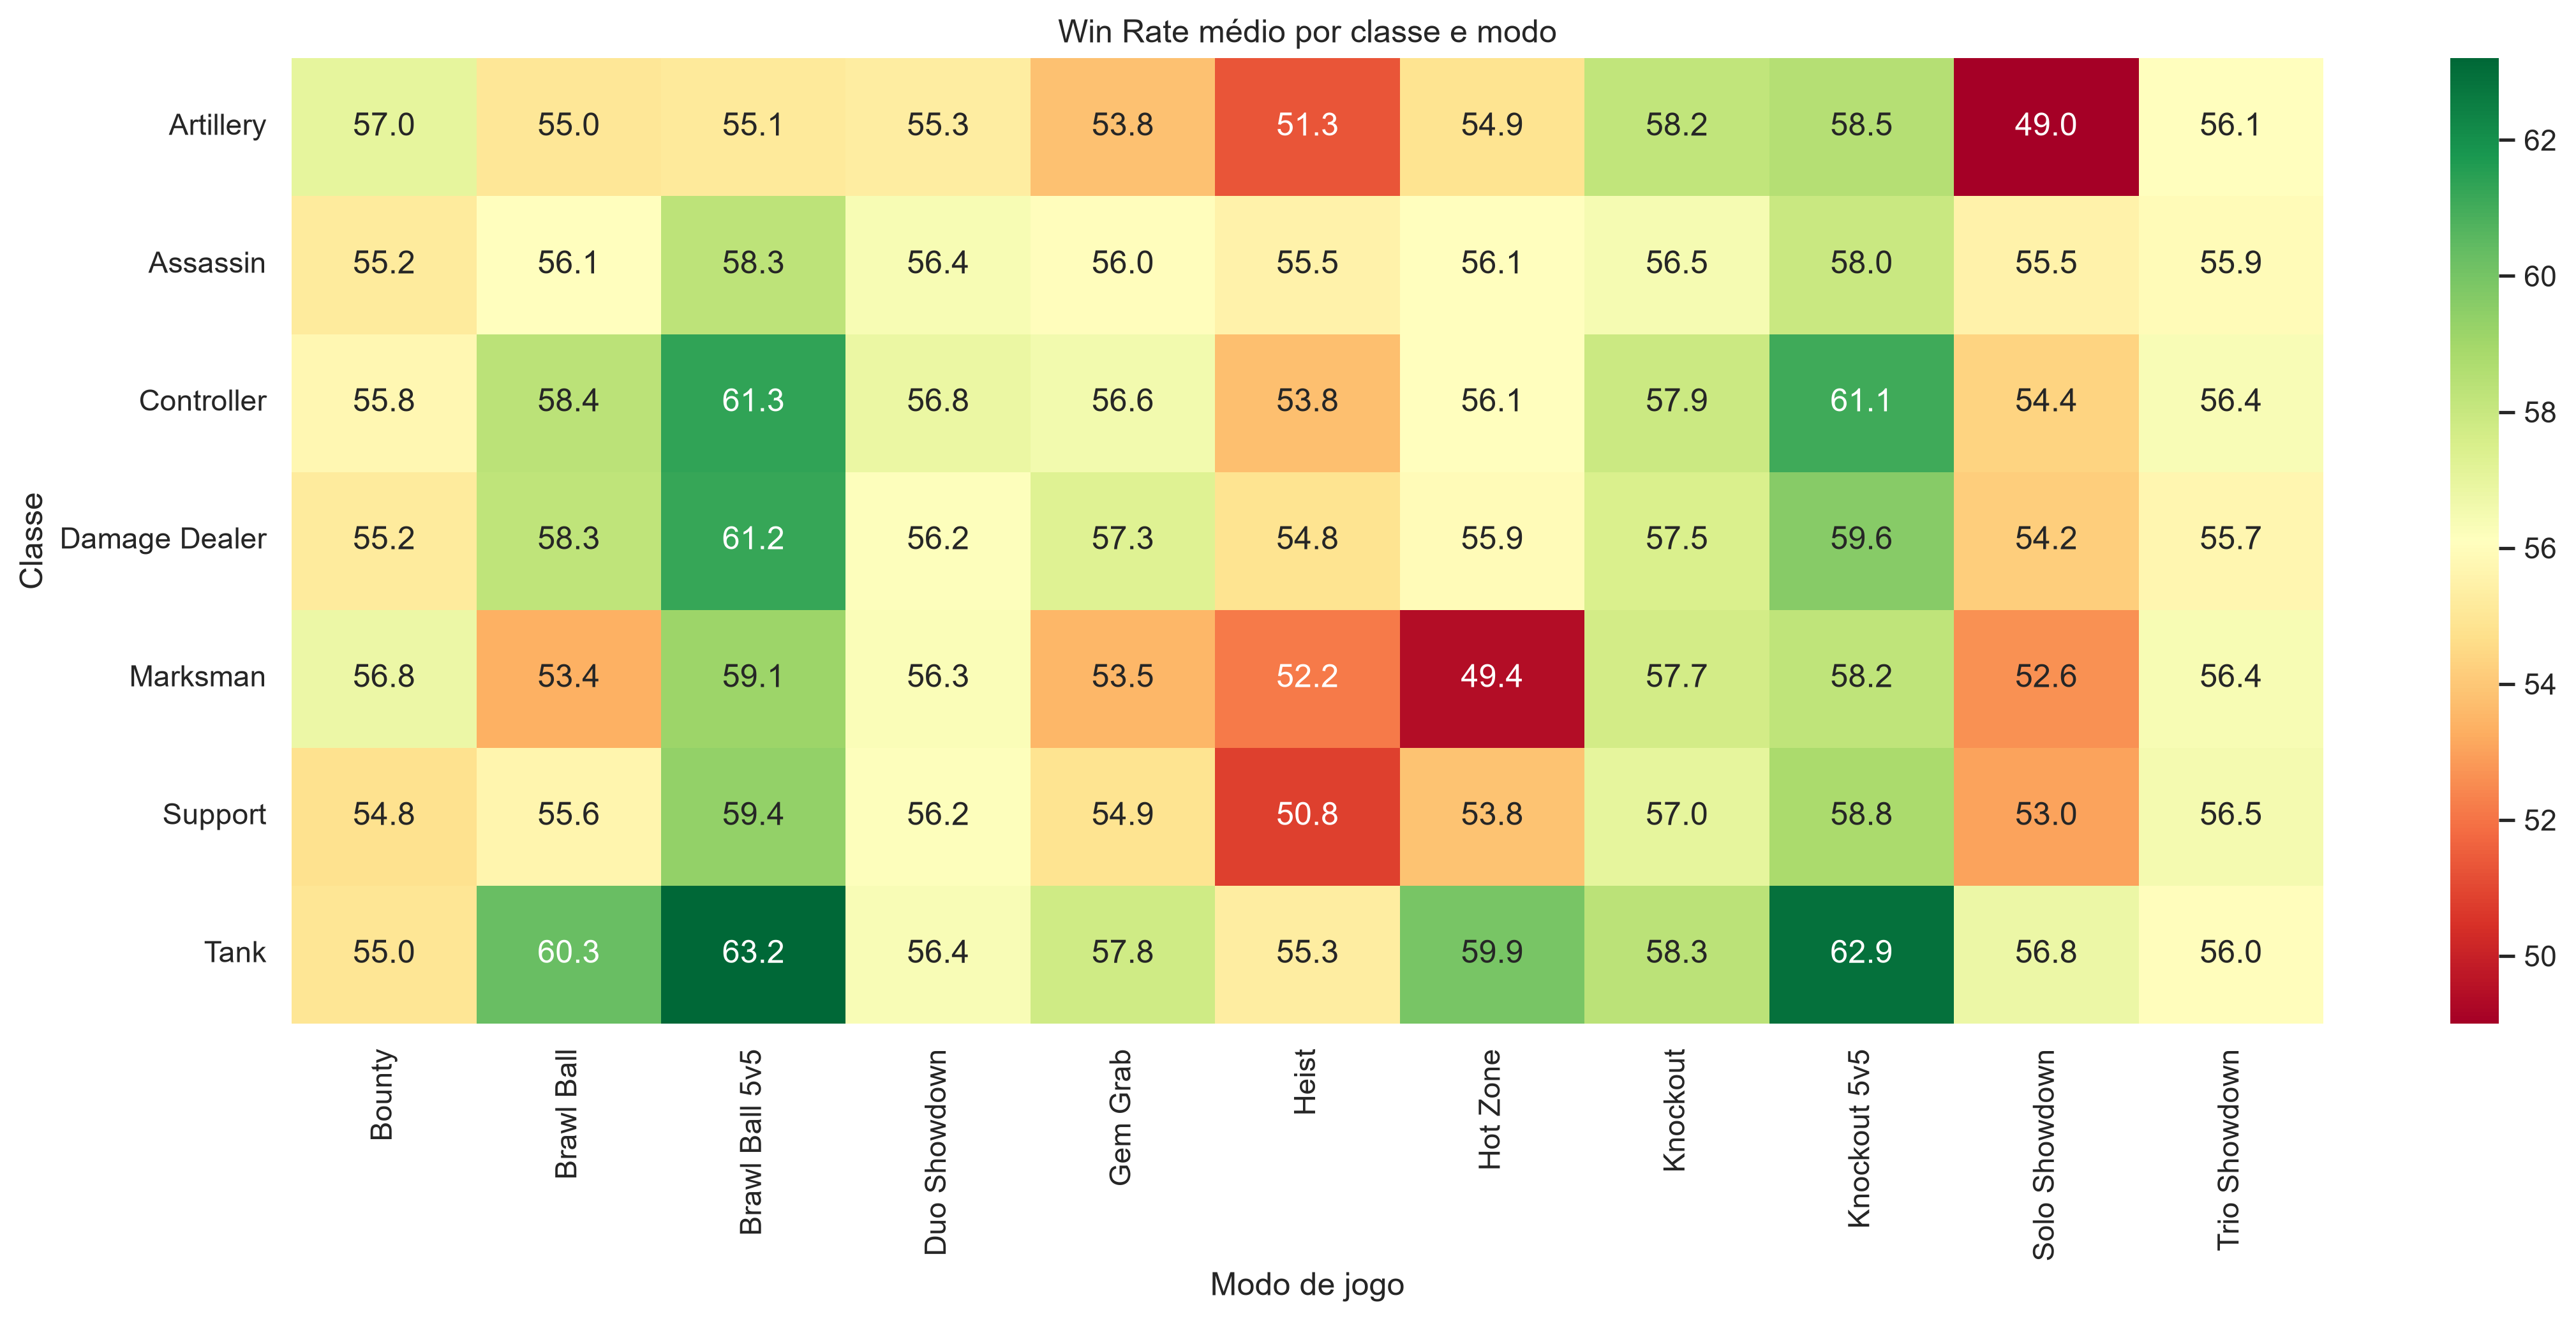 Win Rate médio por classe e modo
Classe
Artillery 57.0 55.0 55.1 55.3 53.8 51.3 54.9 58.2 58.5 49.0 56.1
Assassin 55.2 56.1 58.3 56.4 56.0 55.5 56.1 56.5 58.0 55.5 55.9
Controller 55.8 58.4 61.3 56.8 56.6 53.8 56.1 57.9 61.1 54.4 56.4
Damage Dealer 55.2 58.3 61.2 56.2 57.3 54.8 55.9 57.5 59.6 54.2 55.7
Marksman 56.8 53.4 59.1 56.3 53.5 52.2 49.4 57.7 58.2 52.6 56.4
Support 54.8 55.6 59.4 56.2 54.9 50.8 53.8 57.0 58.8 53.0 56.5
Tank 55.0 60.3 63.2 56.4 57.8 55.3 59.9 58.3 62.9 56.8 56.0
Bounty
Brawl Ball
Brawl Ball 5v5
Duo Showdown
Gem Grab
Heist
Hot Zone
Knockout
Knockout 5v5
Solo Showdown
Trio Showdown
Modo de jogo
62
60
58
56
54
52
50